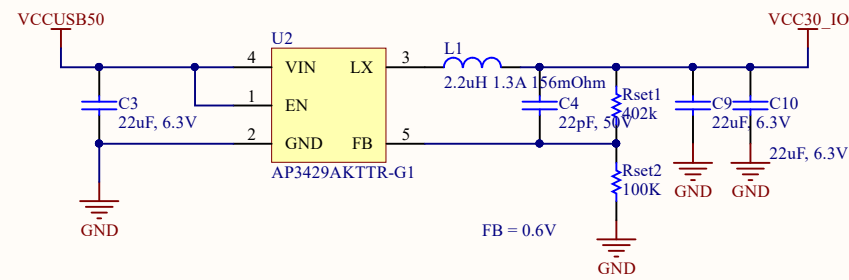 VCCUSB50
VCC30_IO
U2
L1
4
VIN
LX
3
2.2uH 1.3A 156mOhm
1
EN
C3
22uF, 6.3V
C4
22pF, 50V
Rset1
402k
C9
22uF, 6.3V
C10
22uF, 6.3V
2
GND
FB
5
AP3429AKTTR-G1
Rset2
100K
GND
GND
GND
FB = 0.6V
GND